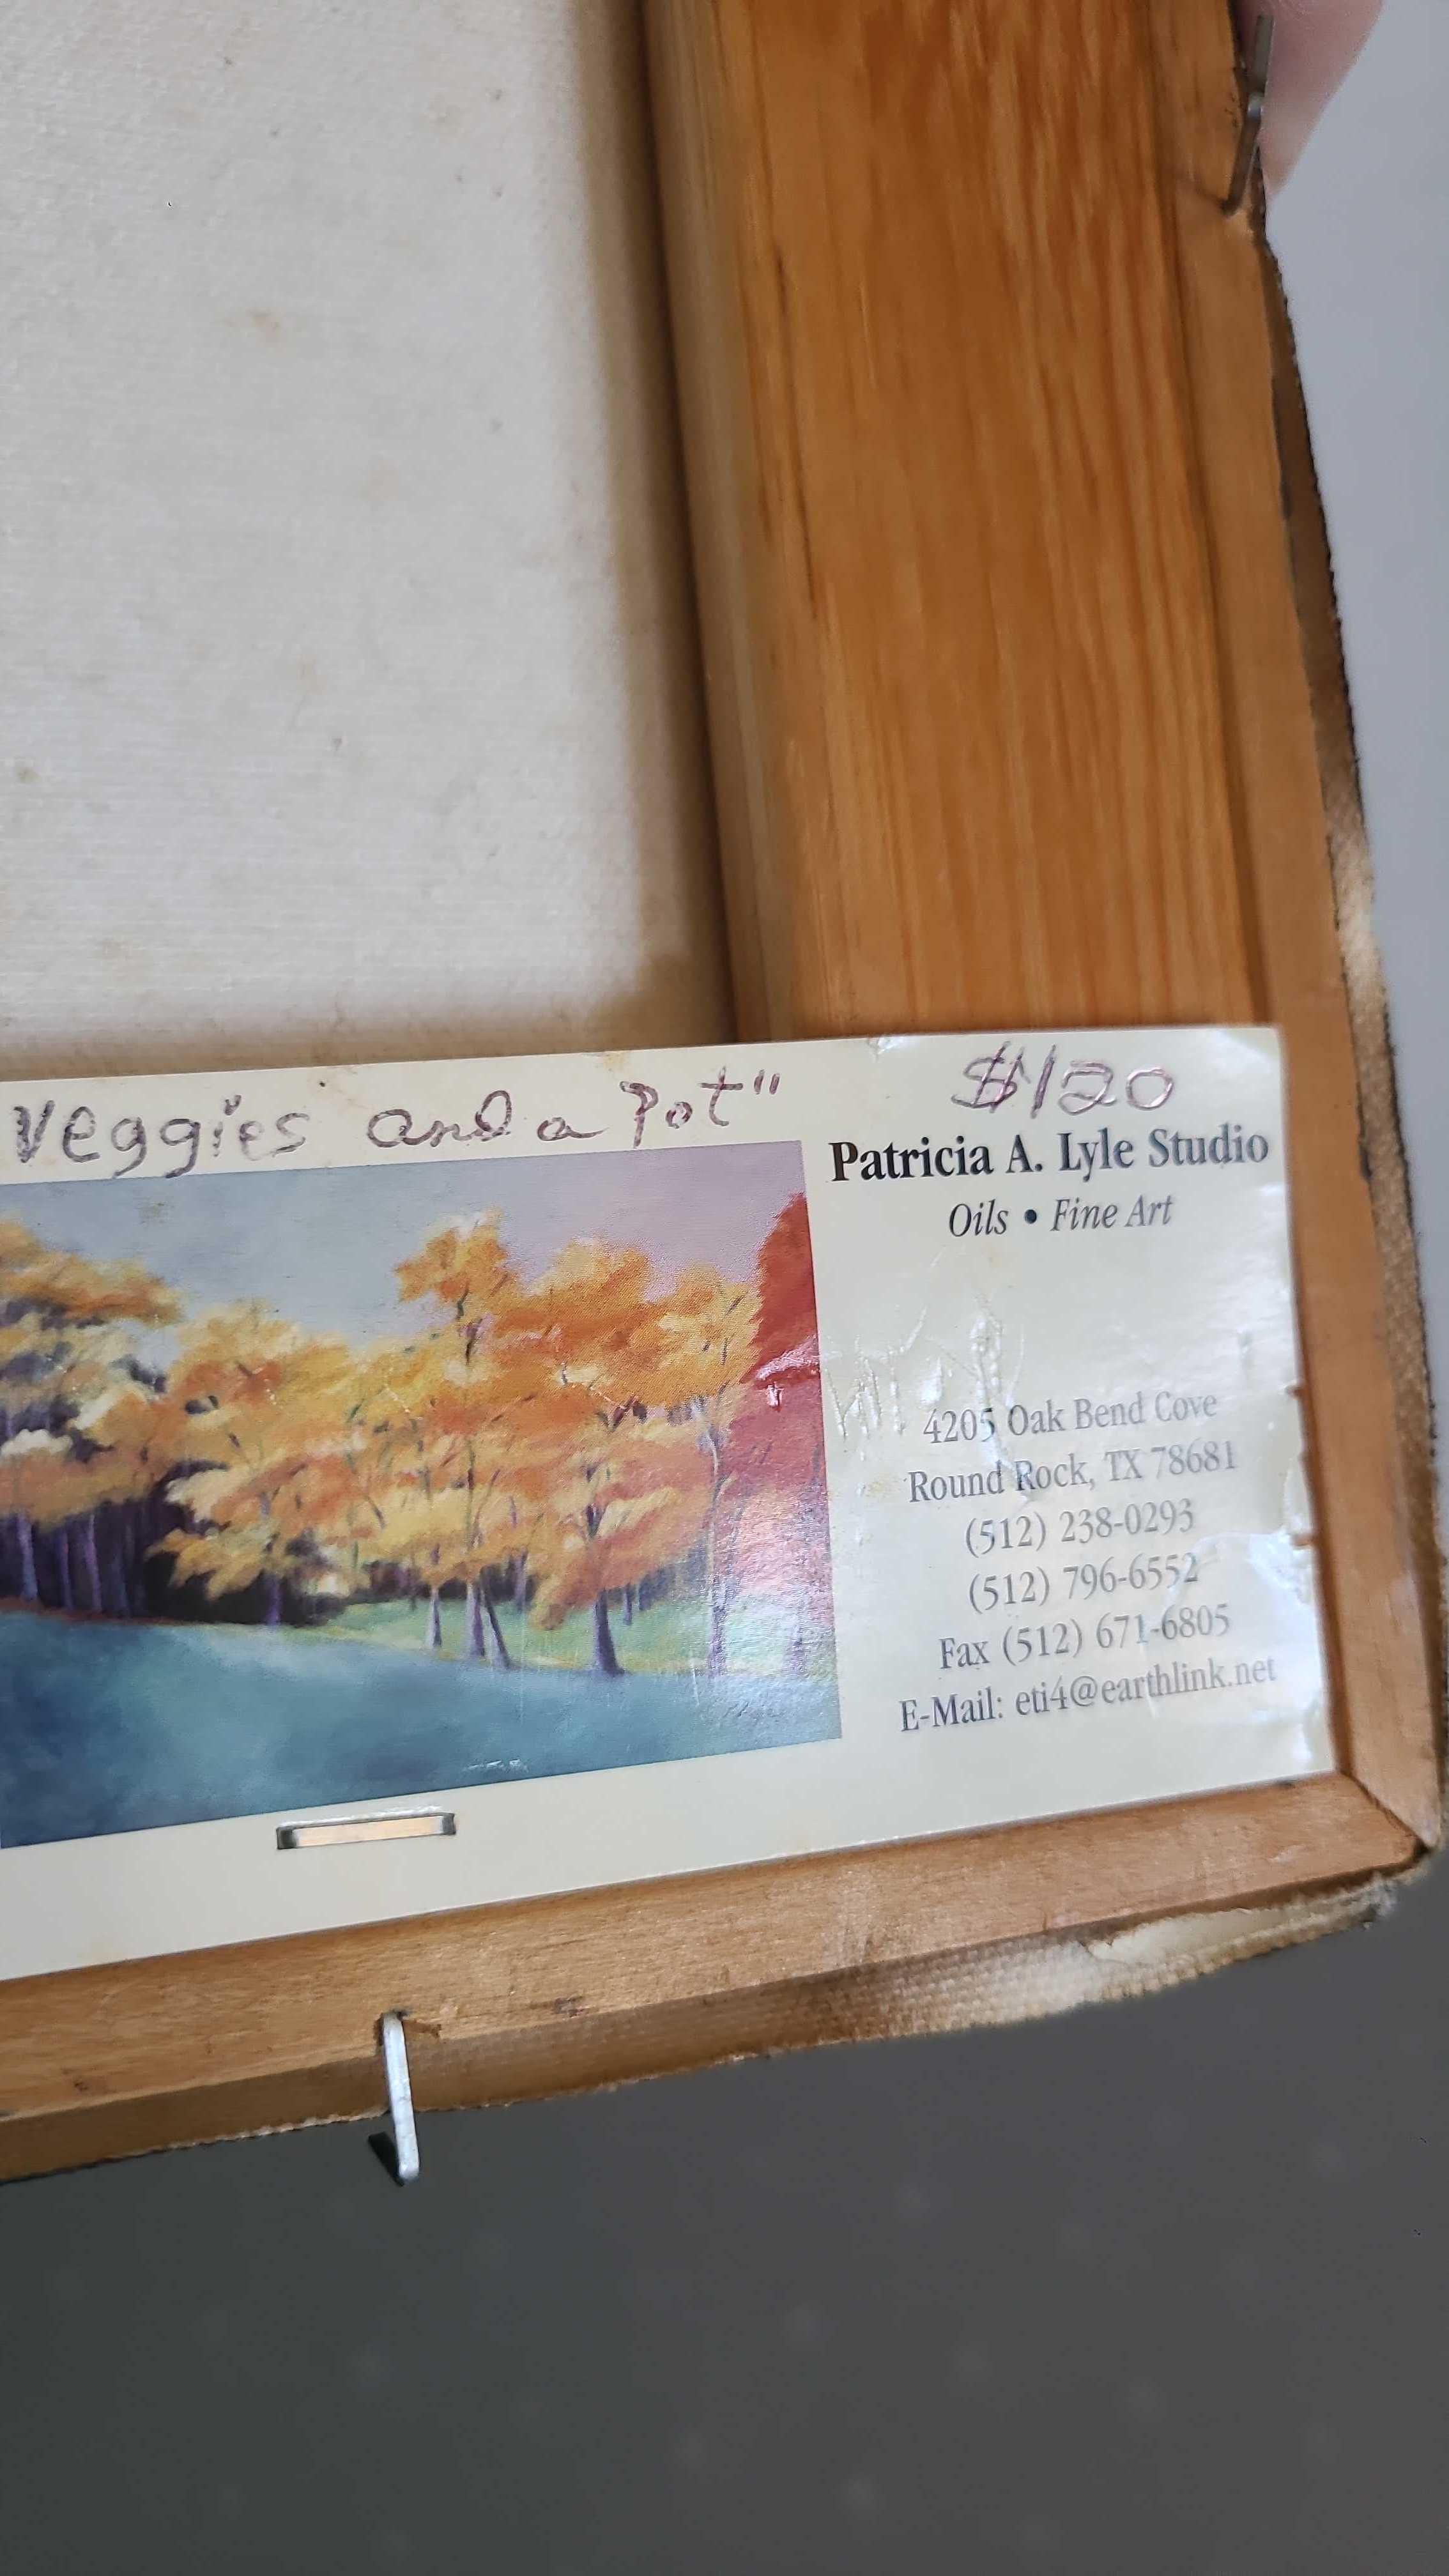 Veggies and a Pot" $120
Patricia A. Lyle Studio
Oils • Fine Art
4205 Oak Bend Cove
Round Rock, TX 78681
(512) 238-0293
(512) 796-6552
Fax (512) 671-6805
E-Mail: eti4@earthlink.net